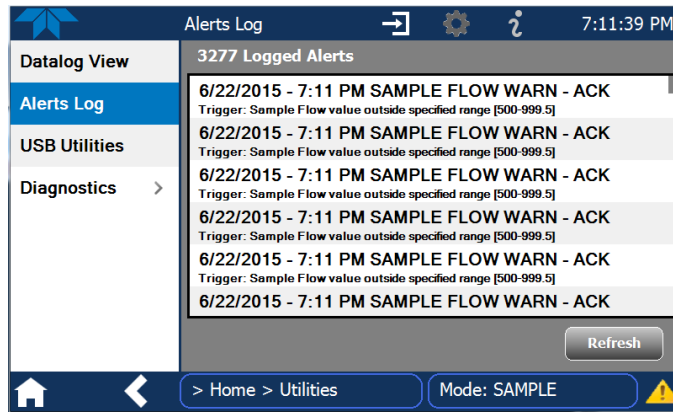 Alerts Log 7:11:39 PM
Datalog View
Alerts Log
USB Utilities
Diagnostics >
3277 Logged Alerts
6/22/2015 - 7:11 PM SAMPLE FLOW WARN - ACK
Trigger: Sample Flow value outside specified range [500-999.5]
6/22/2015 - 7:11 PM SAMPLE FLOW WARN - ACK
Trigger: Sample Flow value outside specified range [500-999.5]
6/22/2015 - 7:11 PM SAMPLE FLOW WARN - ACK
Trigger: Sample Flow value outside specified range [500-999.5]
6/22/2015 - 7:11 PM SAMPLE FLOW WARN - ACK
Trigger: Sample Flow value outside specified range [500-999.5]
6/22/2015 - 7:11 PM SAMPLE FLOW WARN - ACK
Trigger: Sample Flow value outside specified range [500-999.5]
6/22/2015 - 7:11 PM SAMPLE FLOW WARN - ACK
Refresh
> Home > Utilities Mode: SAMPLE